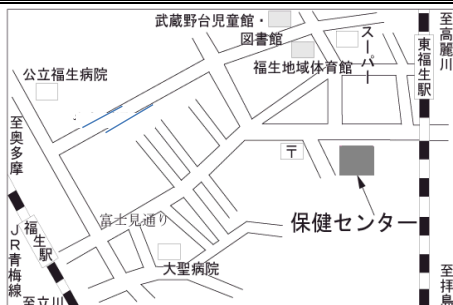 武蔵野台児童館・
図書館
スーパー
至高麗川
東福生駅
福生地域体育館
公立福生病院
至奥多摩
〒
富士見通り
保健センター
福生駅
JR青梅線
大聖病院
至立川
至拝島